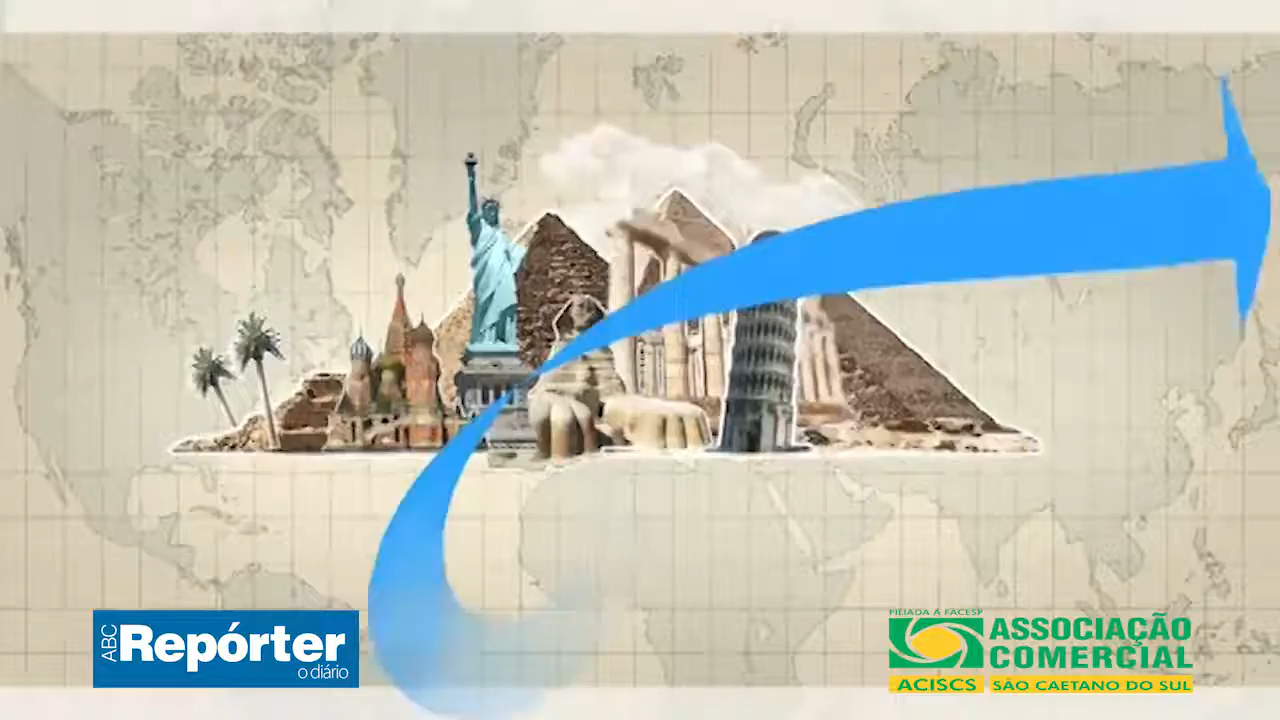 ABC
Repórter
o diário
FILIADA À FACESP
ASSOCIAÇÃO
COMERCIAL
ACISCS SÃO CAETANO DO SUL